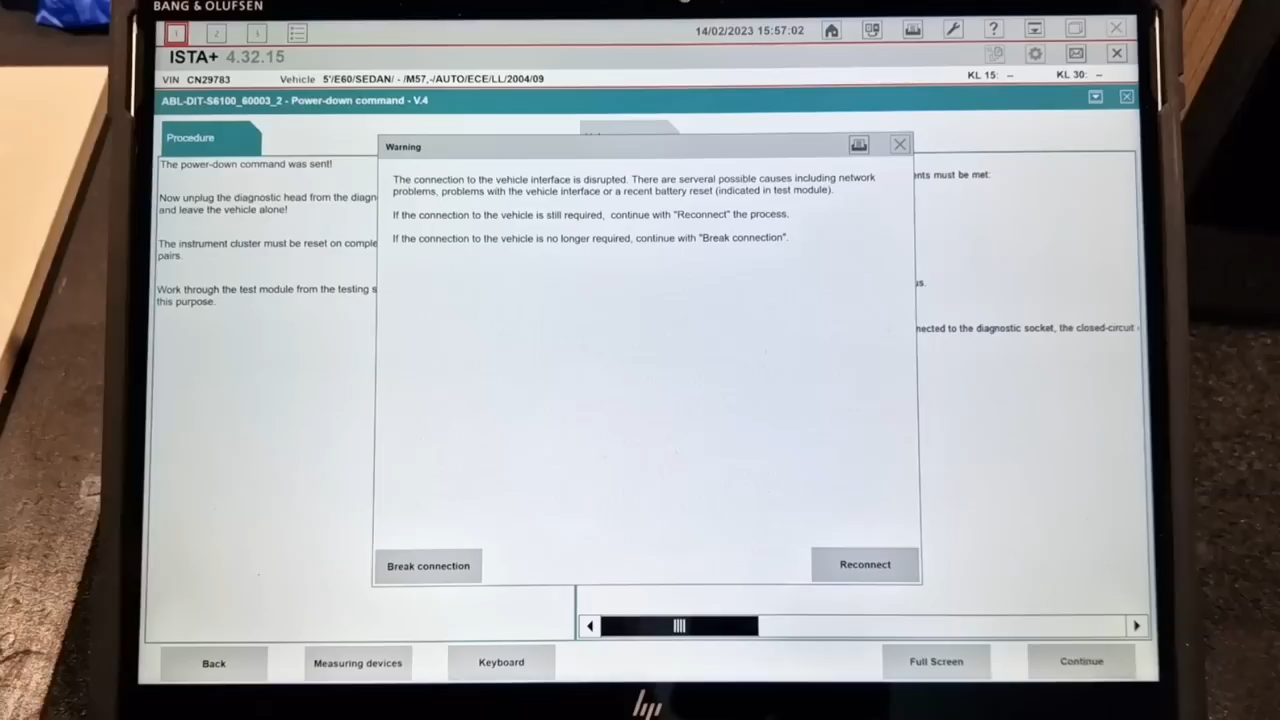 BANG & OLUFSEN
1 2 3
14/02/2023 15:57:02
?
ISTA+ 4.32.15
VIN CN29783 Vehicle 5'/E60/SEDAN/ - /M57,-/AUTO/ECE/LL/2004/09 KL 15: – KL 30: –
ABL-DIT-S6100_60003_2 - Power-down command - V.4
Procedure
The power-down command was sent!
Now unplug the diagnostic head from the diagn
and leave the vehicle alone!
The instrument cluster must be reset on comple
pairs.
Work through the test module from the testing s
this purpose.
Warning
The connection to the vehicle interface is disrupted. There are serveral possible causes including network
problems, problems with the vehicle interface or a recent battery reset (indicated in test module).
If the connection to the vehicle is still required, continue with "Reconnect" the process.
If the connection to the vehicle is no longer required, continue with "Break connection".
Break connection
Reconnect
nts must be met:
us.
nected to the diagnostic socket, the closed-circuit
Back
Measuring devices
Keyboard
Full Screen
Continue
hp